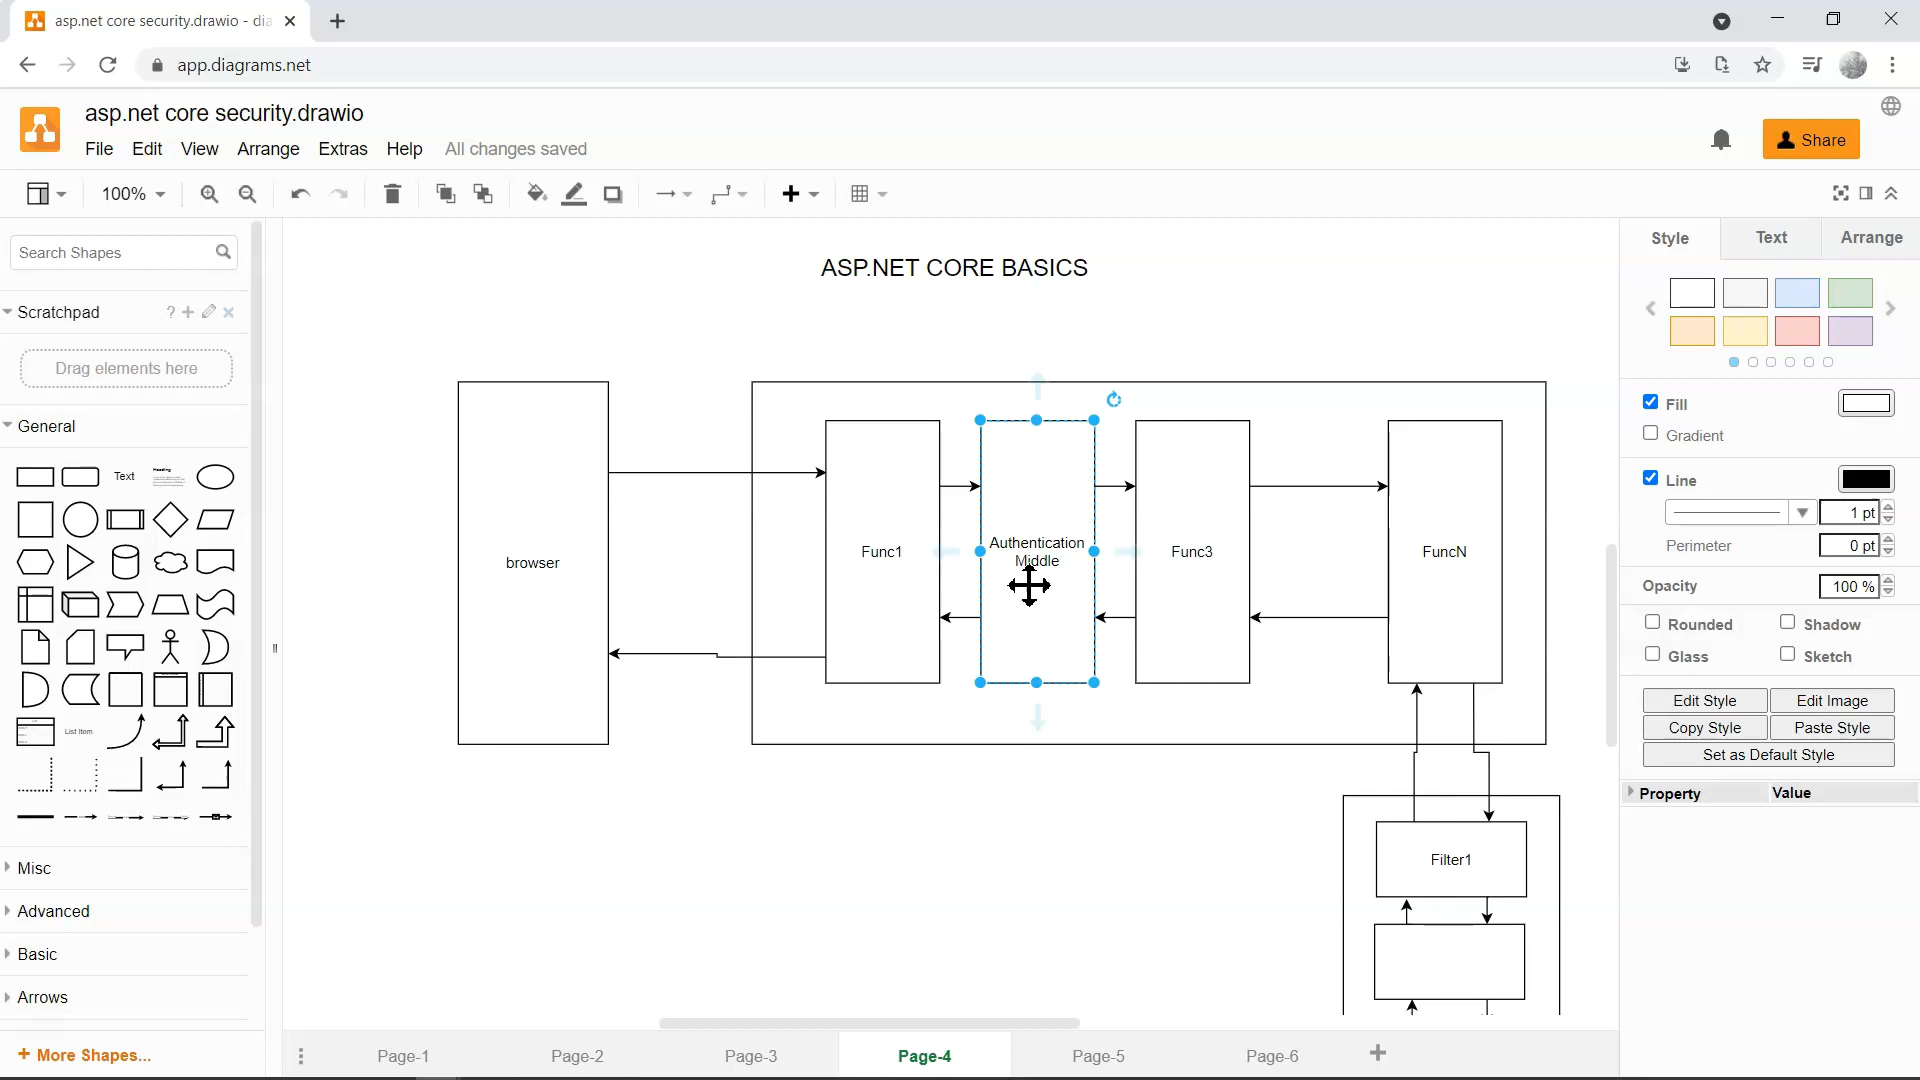 asp.net core security.drawio - dia
app.diagrams.net
asp.net core security.drawio
File Edit View Arrange Extras Help All changes saved
Share
100%
Search Shapes
Scratchpad
?
Drag elements here
General
Text
Heading
List Item
Misc
Advanced
Basic
Arrows
+ More Shapes...
ASP.NET CORE BASICS
browser
Func1
Authentication
Middle
Func3
FuncN
Filter1
Style Text Arrange
Fill
Gradient
Line
1 pt
Perimeter
0 pt
Opacity
100 %
Rounded
Shadow
Glass
Sketch
Edit Style
Edit Image
Copy Style
Paste Style
Set as Default Style
Property
Value
Page-1 Page-2 Page-3 Page-4 Page-5 Page-6